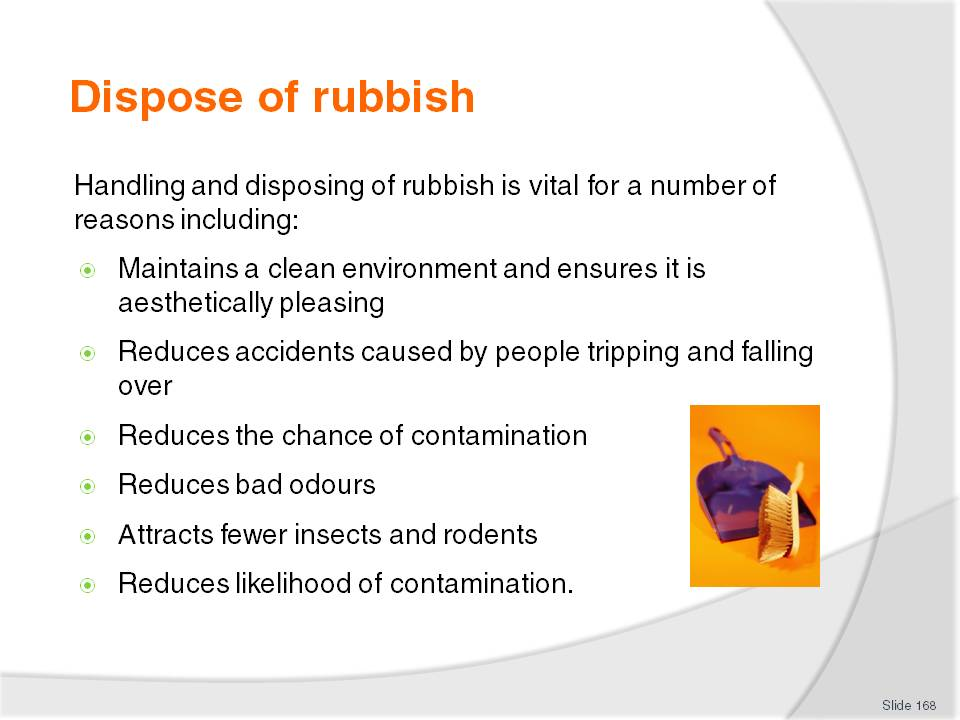 Dispose of rubbish
Handling and disposing of rubbish is vital for a number of
reasons including:
Maintains a clean environment and ensures it is
aesthetically pleasing
Reduces accidents caused by people tripping and falling
over
Reduces the chance of contamination
Reduces bad odours
Attracts fewer insects and rodents
Reduces likelihood of contamination.
Slide 168